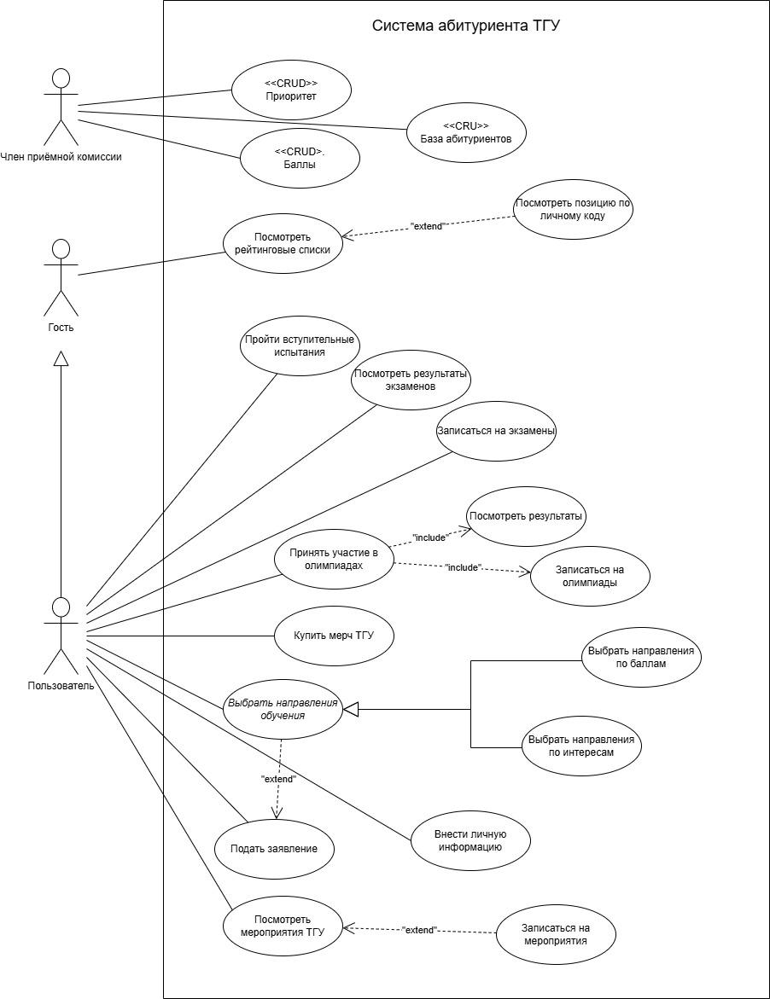 Система абитуриента ТГУ
<<CRUD>>
Приоритет
<<CRU>>
База абитуриентов
<<CRUD>.
Баллы
Член приёмной комиссии
Посмотреть позицию по
личному коду
"extend"
Посмотреть
рейтинговые списки
Гость
Пройти вступительные
испытания
Посмотреть результаты
экзаменов
Записаться на экзамены
Посмотреть результаты
"include"
Принять участие в
олимпиадах
"include"
Записаться на
олимпиады
Купить мерч ТГУ
Пользователь
Выбрать направления
по баллам
Выбрать направления
обучения
Выбрать направления
по интересам
"extend"
Подать заявление
Внести личную
информацию
Посмотреть
мероприятия ТГУ
"extend"
Записаться на
мероприятия